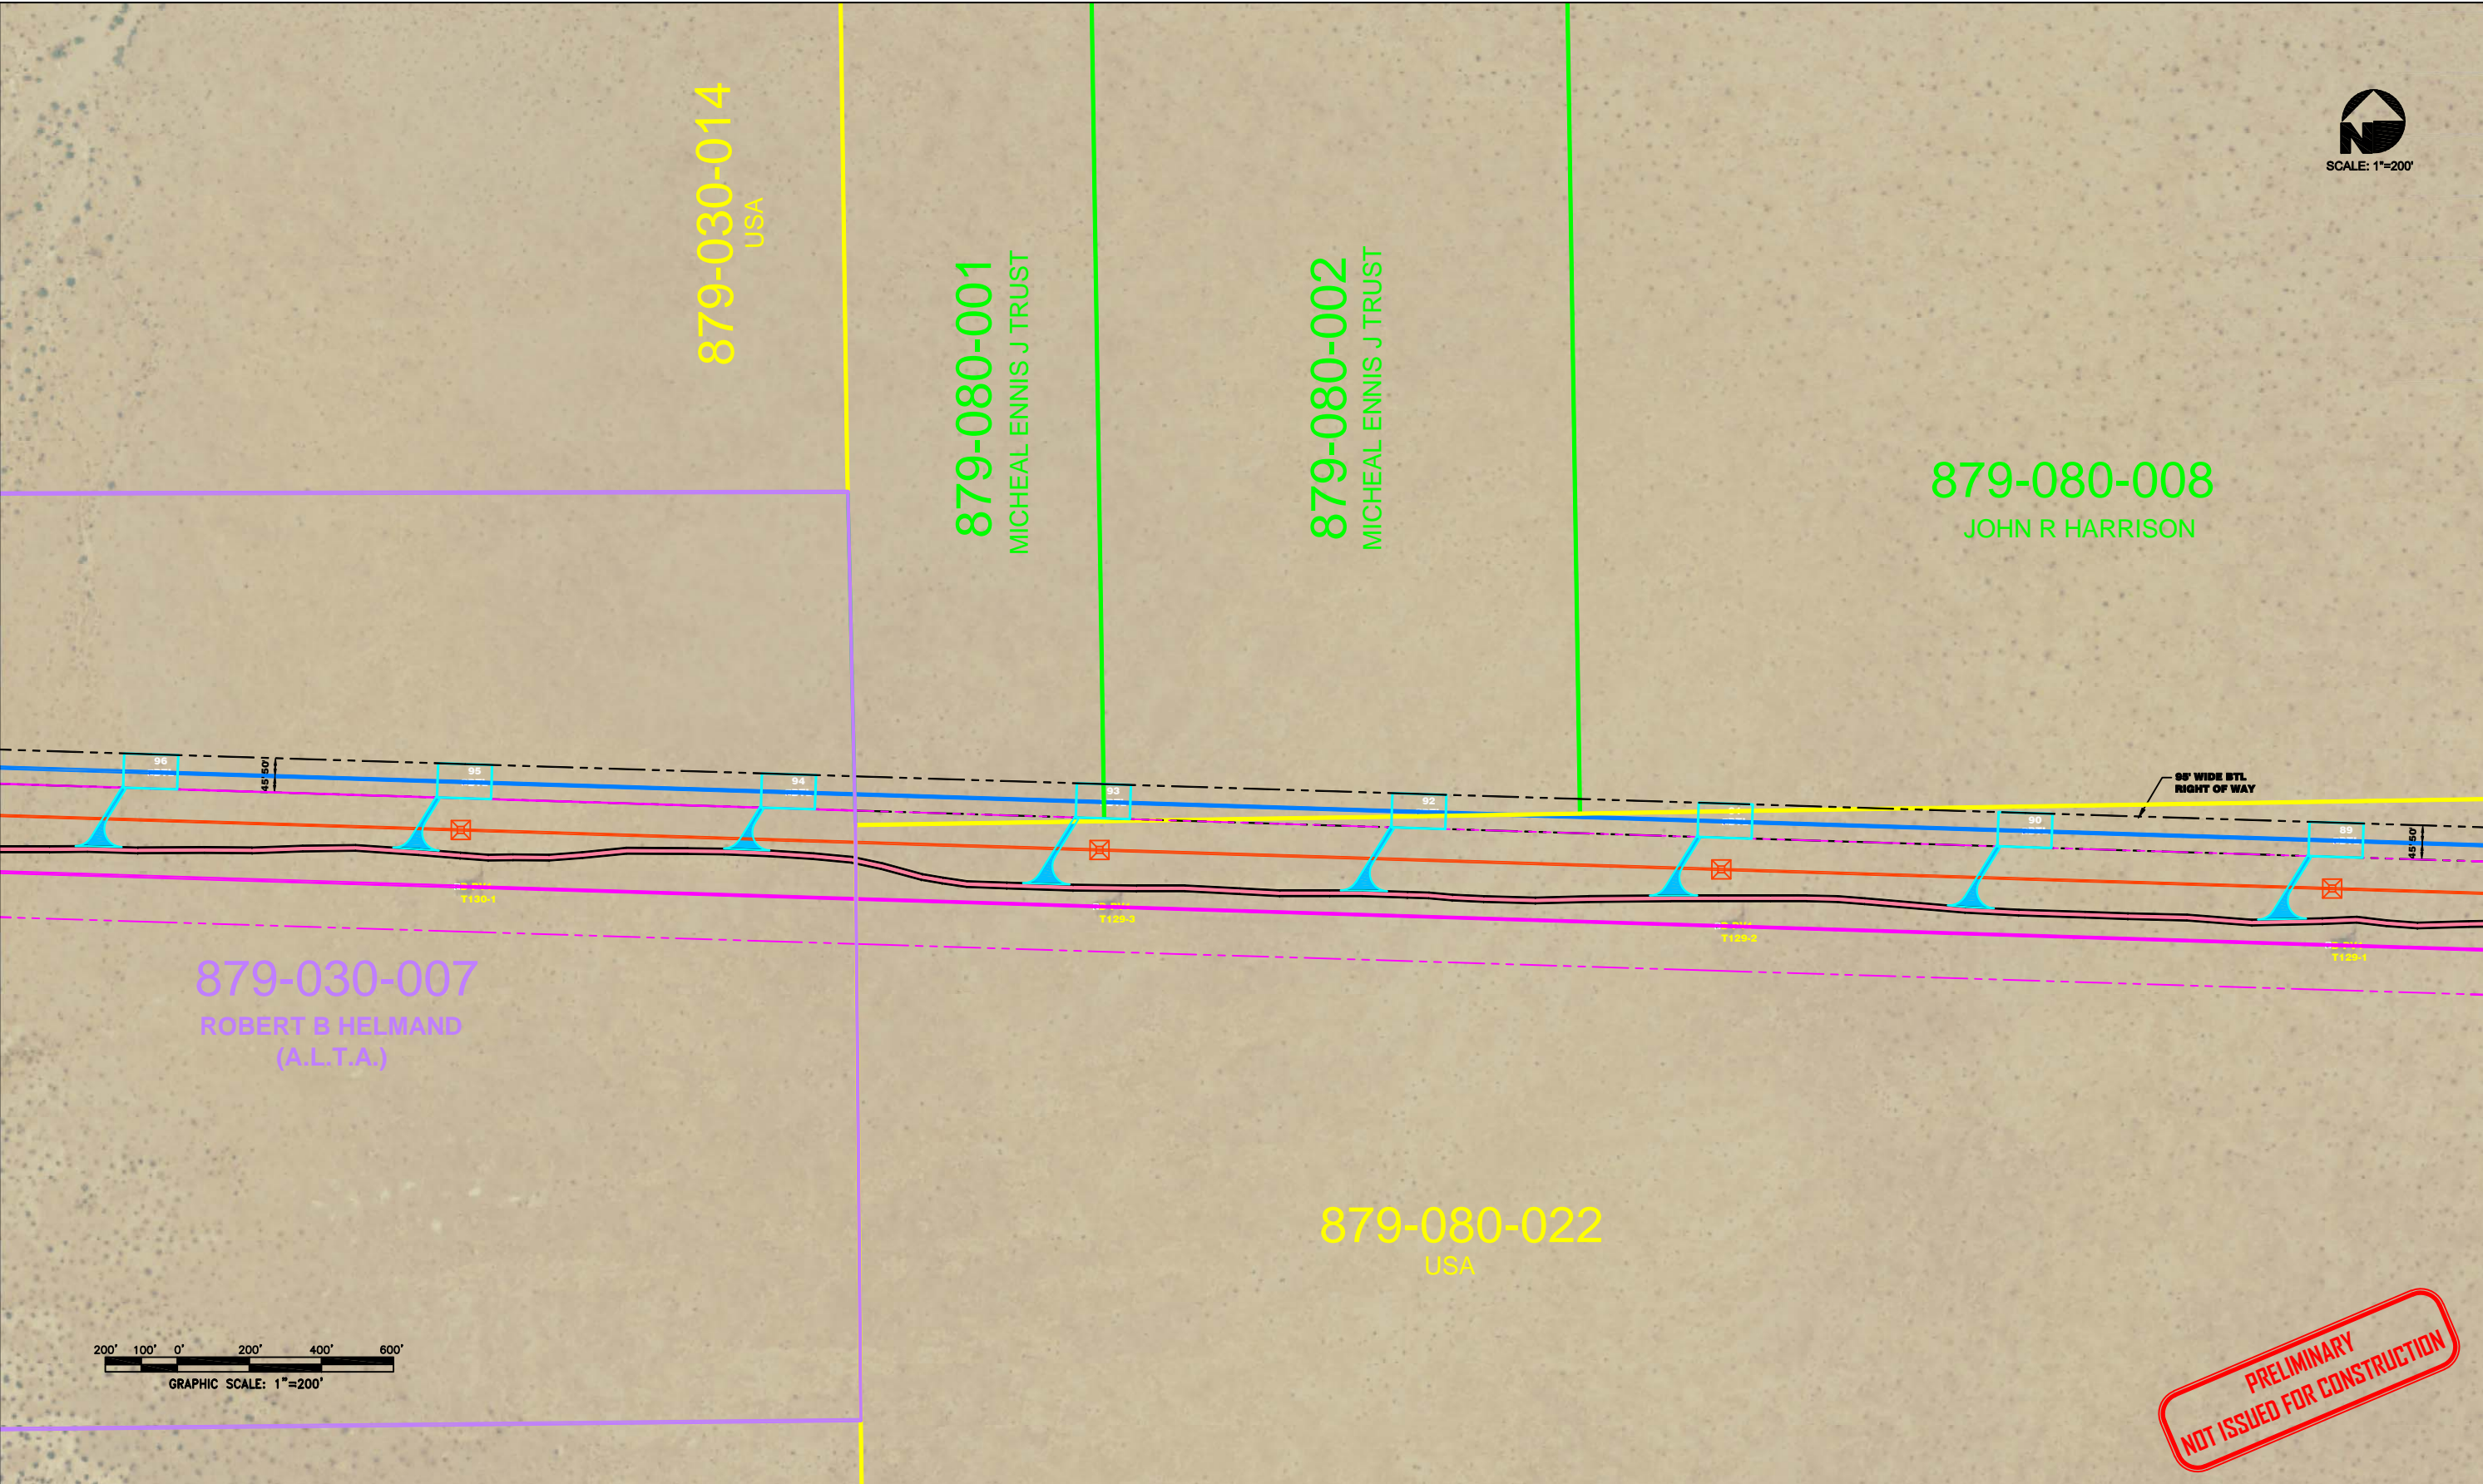 879-030-014
USA
879-080-001
MICHEAL ENNIS J TRUST
879-080-002
MICHEAL ENNIS J TRUST
N
SCALE: 1"=200'
879-080-008
JOHN R HARRISON
96
45'
50'
95
94
93
92
90
89
95' WIDE BTL
RIGHT OF WAY
45'
50'
T130-1
T129-3
T129-2
T129-1
879-030-007
ROBERT B HELMAND
(A.L.T.A.)
879-080-022
USA
200' 100' 0' 200' 400' 600'
GRAPHIC SCALE: 1"=200'
PRELIMINARY
NOT ISSUED FOR CONSTRUCTION